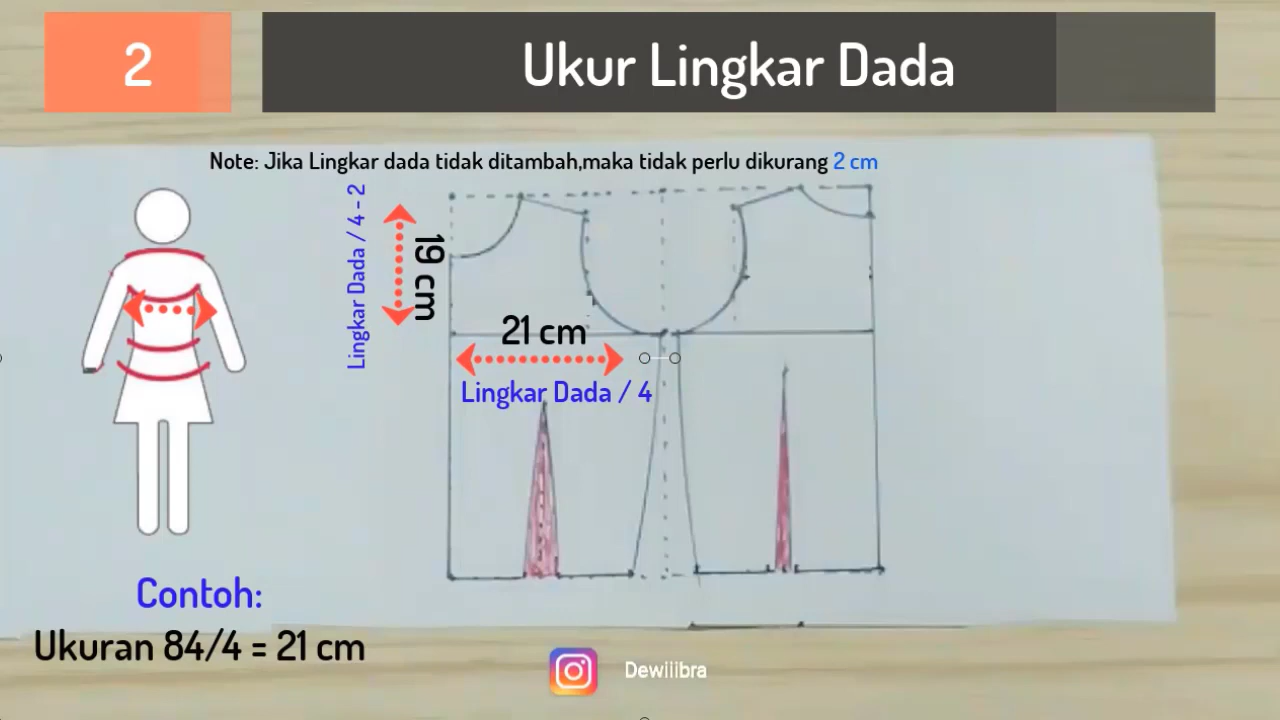 2
Ukur Lingkar Dada
Note: Jika Lingkar dada tidak ditambah,maka tidak perlu dikurang 2 cm
Lingkar Dada / 4 - 2
19 cm
21 cm
Lingkar Dada / 4
Contoh:
Ukuran 84/4 = 21 cm
Dewiiibra